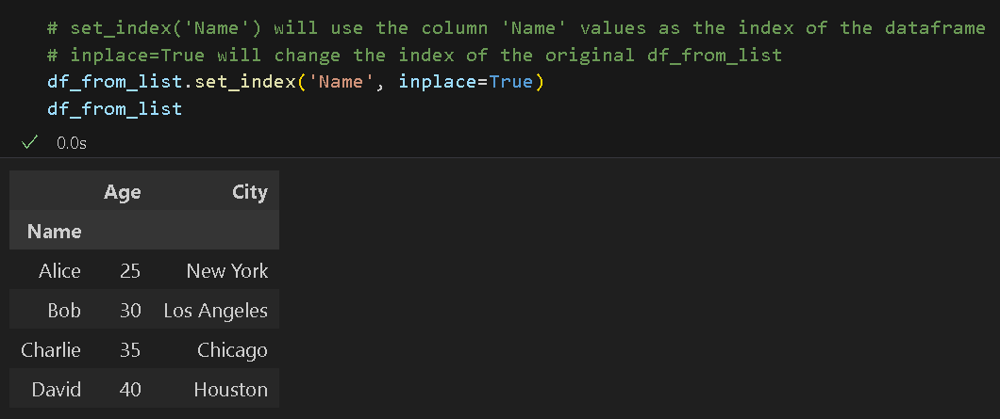 # set_index('Name') will use the column 'Name' values as the index of the dataframe
# inplace=True will change the index of the original df_from_list
df_from_list.set_index('Name', inplace=True)
df_from_list
0.0s
Age City
Name
Alice 25 New York
Bob 30 Los Angeles
Charlie 35 Chicago
David 40 Houston